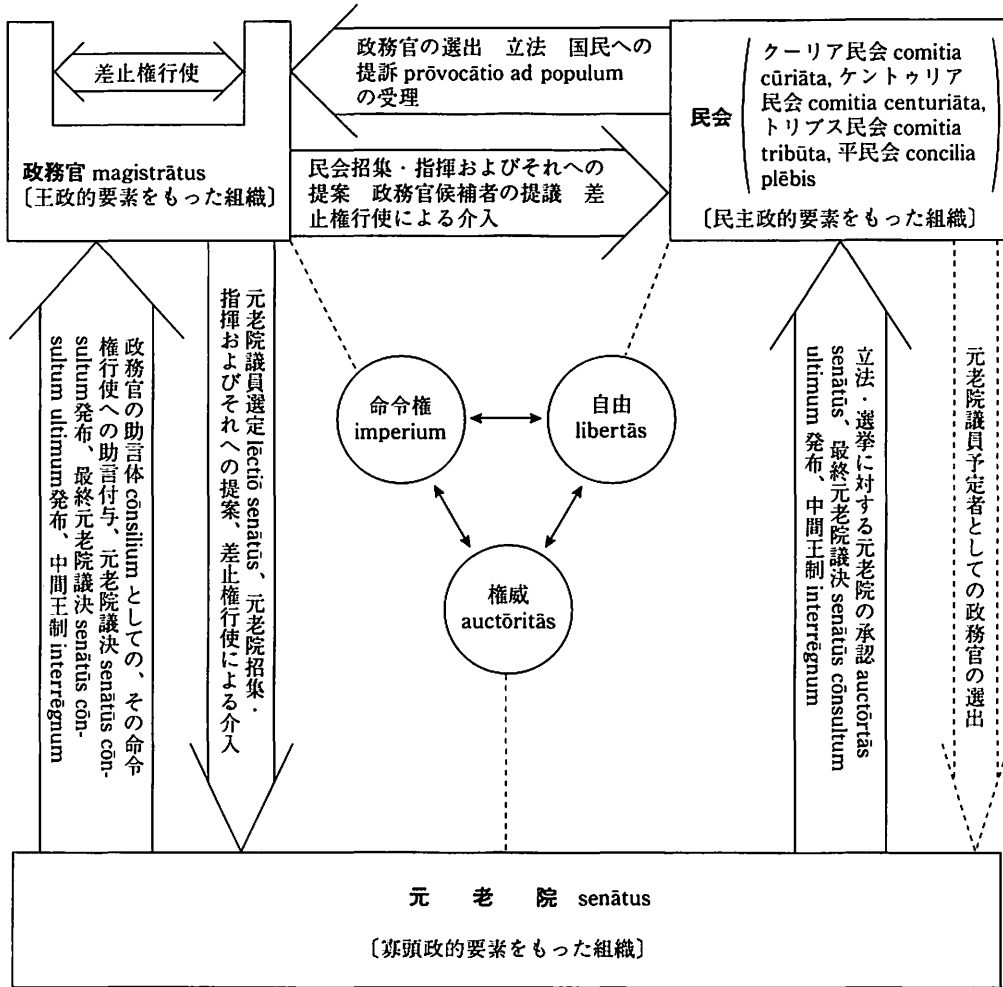 差止権行使
政務官 magistrātus
〔王政的要素をもった組織〕
政務官の選出 立法 国民への
提訴 prōvocātio ad populum
の受理
民会招集・指揮およびそれへの
提案 政務官候補者の提議 差
止権行使による介入
民会
クーリア民会 comitia
cūriāta, ケントゥリア
民会 comitia centuriāta,
トリブス民会 comitia
tribūta, 平民会 concilia
plēbis
〔民主政的要素をもった組織〕
政務官の助言体 cōnsilium としての、その命令
権行使への助言付与、元老院議決 senātūs cōn-
sultum 発布、最終元老院議決 senātūs cōn-
sultum ultimum 発布、中間王制 interrēgnum
元老院議員選定 lēctiō senātūs、元老院招集・
指揮およびそれへの提案、差止権行使による介入
命令権
imperium
自由
libertās
権威
auctōritās
立法・選挙に対する元老院の承認 auctōrtās
senātūs、最終元老院議決 senātūs cōnsultum
ultimum 発布、中間王制 interrēgnum
元老院議員予定者としての政務官の選出
元老院 senātus
〔寡頭政的要素をもった組織〕